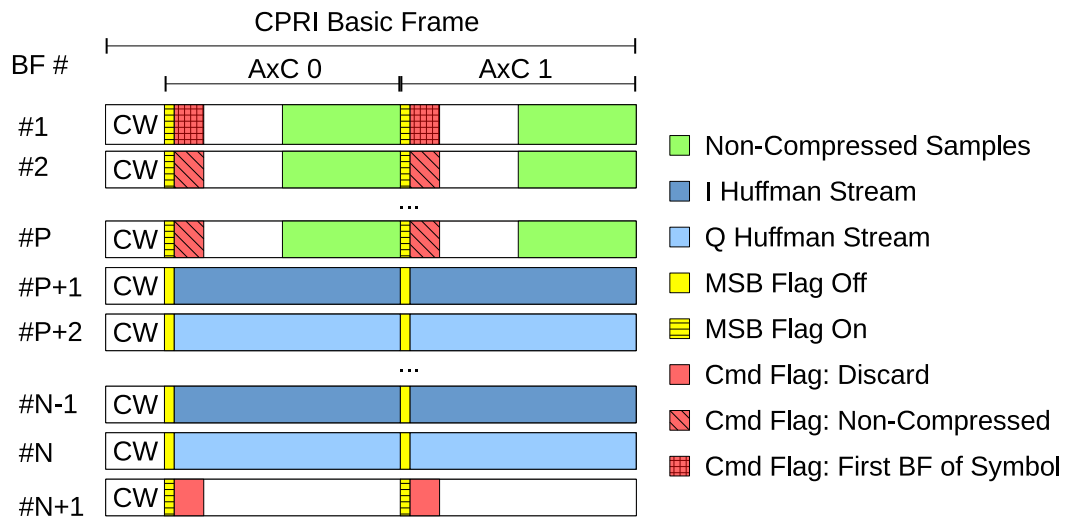 CPRI Basic Frame
BF #
AxC 0 AxC 1
#1 CW
#2 CW
...
#P CW
#P+1 CW
#P+2 CW
...
#N-1 CW
#N CW
#N+1 CW
Non-Compressed Samples
I Huffman Stream
Q Huffman Stream
MSB Flag Off
MSB Flag On
Cmd Flag: Discard
Cmd Flag: Non-Compressed
Cmd Flag: First BF of Symbol